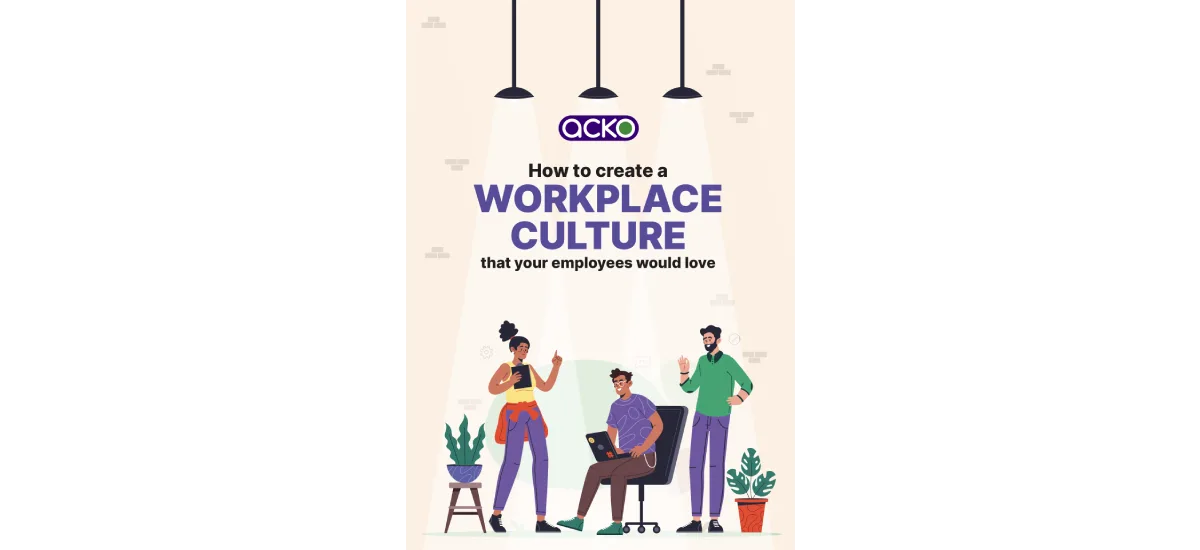 acko
How to create a
WORKPLACE
CULTURE
that your employees would love